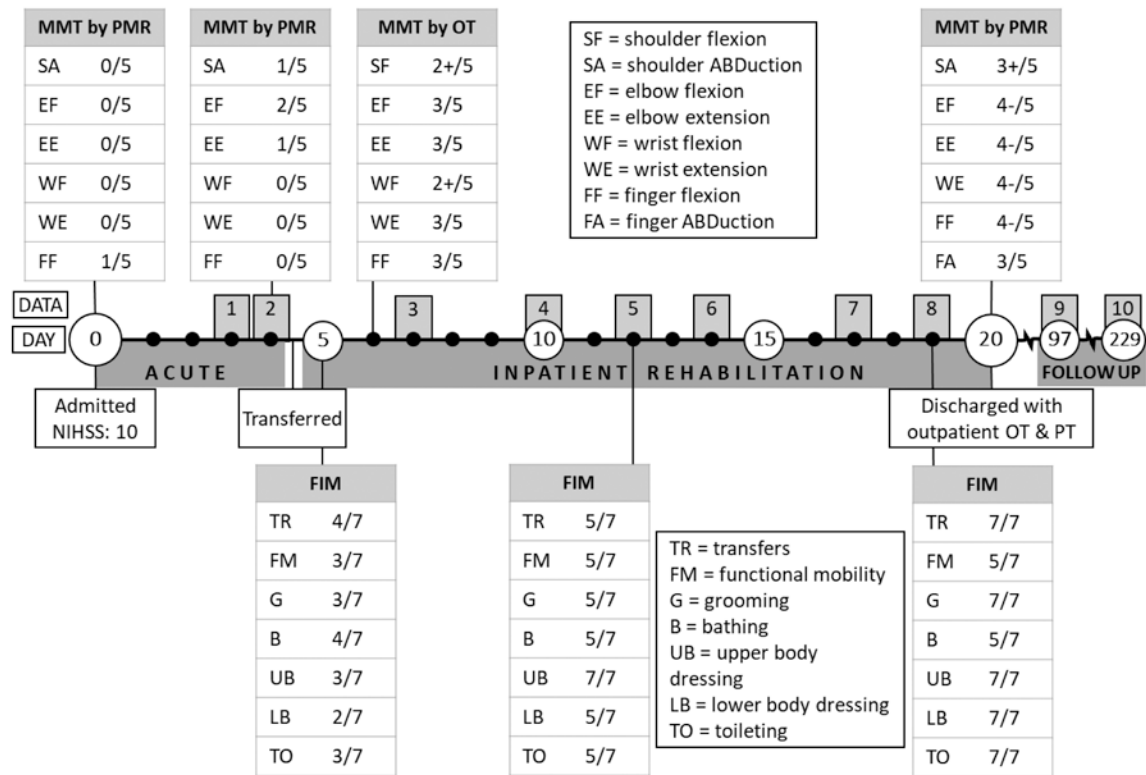 MMT by PMR
SA 0/5
EF 0/5
EE 0/5
WF 0/5
WE 0/5
FF 1/5
MMT by PMR
SA 1/5
EF 2/5
EE 1/5
WF 0/5
WE 0/5
FF 0/5
MMT by OT
SF 2+/5
EF 3/5
EE 3/5
WF 2+/5
WE 3/5
FF 3/5
SF = shoulder flexion
SA = shoulder ABDuction
EF = elbow flexion
EE = elbow extension
WF = wrist flexion
WE = wrist extension
FF = finger flexion
FA = finger ABDuction
MMT by PMR
SA 3+/5
EF 4-/5
EE 4-/5
WE 4-/5
FF 4-/5
FA 3/5
DATA 1 2 3 4 5 6 7 8 9 10
DAY 0 5 10 15 20 97 229
ACUTE INPATIENT REHABILITATION FOLLOW UP
Admitted
NIHSS: 10
Transferred
Discharged with
outpatient OT & PT
FIM
TR 4/7
FM 3/7
G 3/7
B 4/7
UB 3/7
LB 2/7
TO 3/7
FIM
TR 5/7
FM 5/7
G 5/7
B 5/7
UB 7/7
LB 5/7
TO 5/7
TR = transfers
FM = functional mobility
G = grooming
B = bathing
UB = upper body
dressing
LB = lower body dressing
TO = toileting
FIM
TR 7/7
FM 5/7
G 7/7
B 5/7
UB 7/7
LB 7/7
TO 7/7